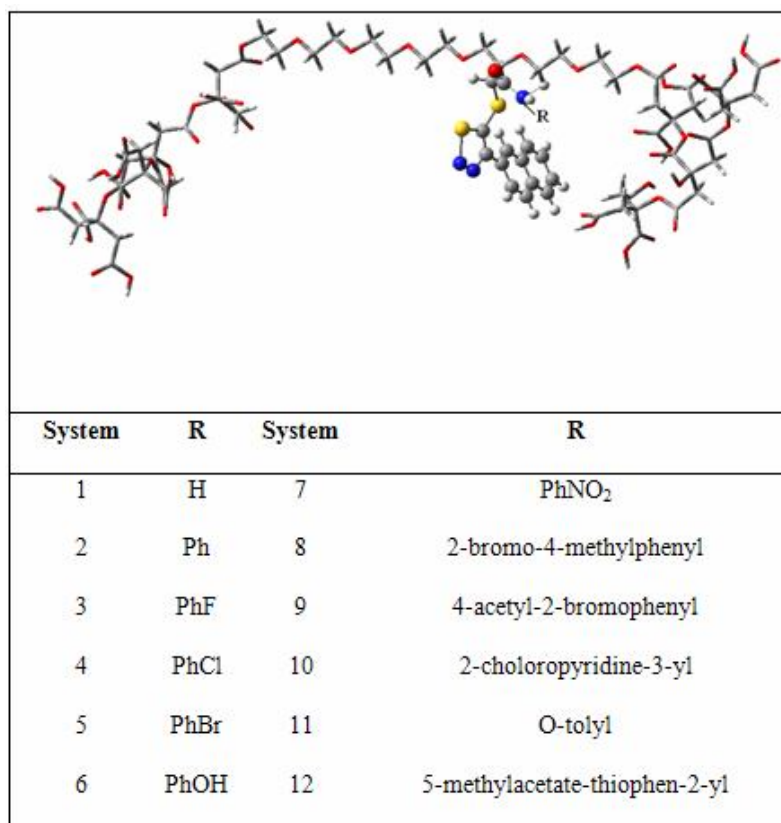 R
System R System R
1 H 7 PhNO₂
2 Ph 8 2-bromo-4-methylphenyl
3 PhF 9 4-acetyl-2-bromophenyl
4 PhCl 10 2-choloropyridine-3-yl
5 PhBr 11 O-tolyl
6 PhOH 12 5-methylacetate-thiophen-2-yl